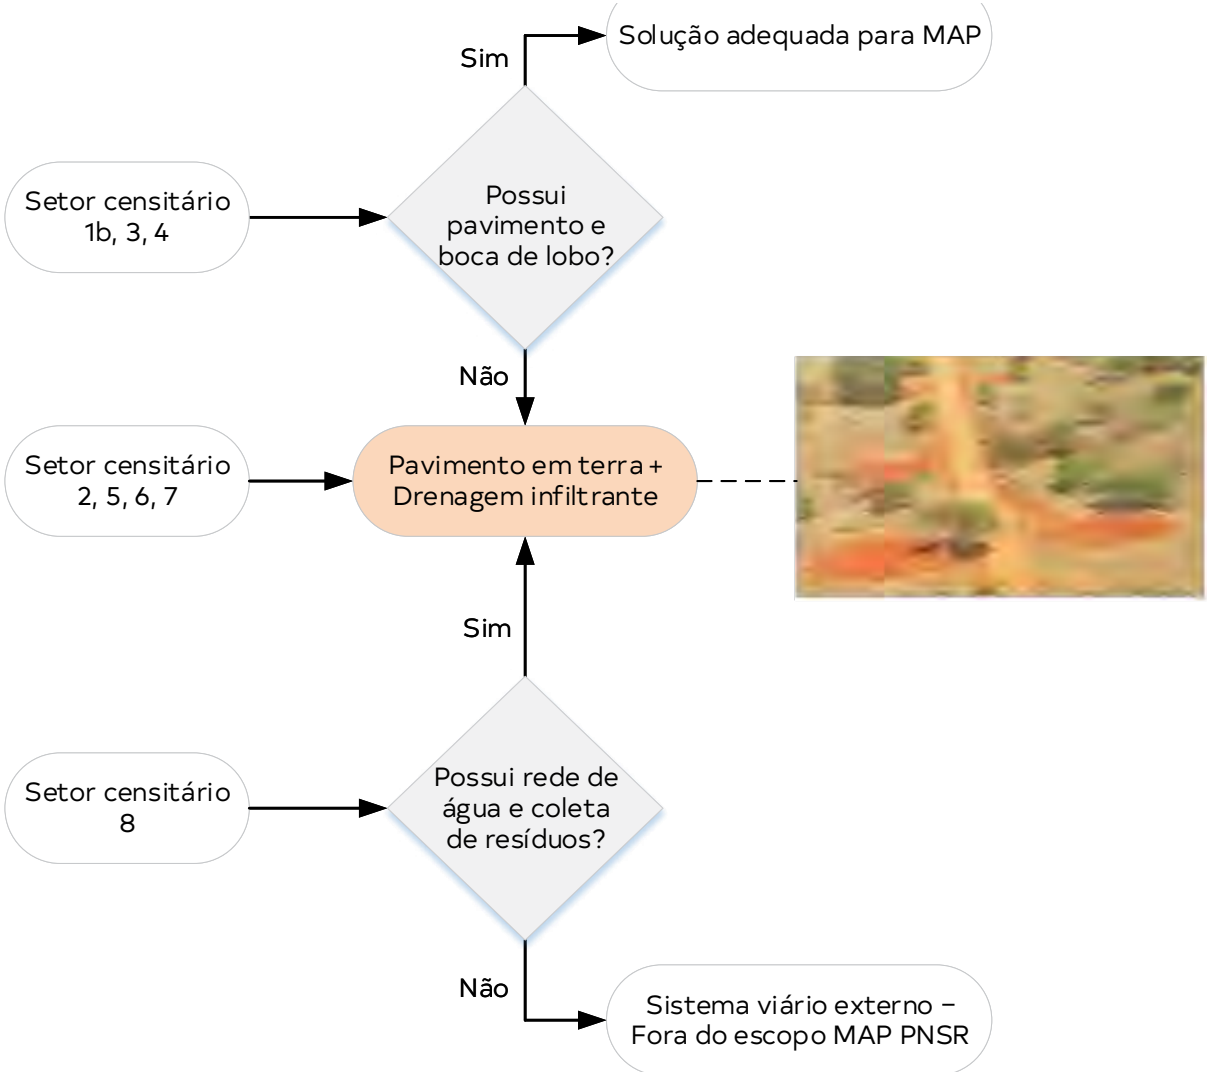 Solução adequada para MAP
Sim
Setor censitário
1b, 3, 4
Possui
pavimento e
boca de lobo?
Não
Setor censitário
2, 5, 6, 7
Pavimento em terra +
Drenagem infiltrante
Sim
Setor censitário
8
Possui rede de
água e coleta
de resíduos?
Não
Sistema viário externo –
Fora do escopo MAP PNSR